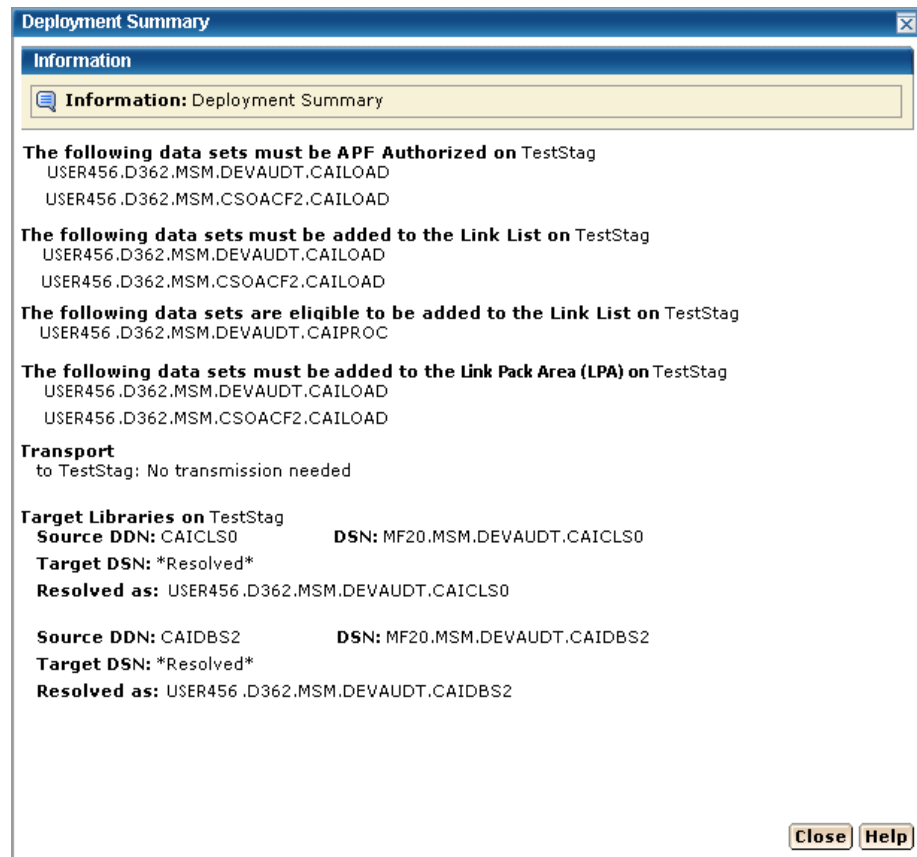 Deployment Summary
Information
Information: Deployment Summary
The following data sets must be APF Authorized on TestStag
USER456.D362.MSM.DEVAUDT.CAILOAD
USER456.D362.MSM.CSOACF2.CAILOAD
The following data sets must be added to the Link List on TestStag
USER456.D362.MSM.DEVAUDT.CAILOAD
USER456.D362.MSM.CSOACF2.CAILOAD
The following data sets are eligible to be added to the Link List on TestStag
USER456.D362.MSM.DEVAUDT.CAIPROC
The following data sets must be added to the Link Pack Area (LPA) on TestStag
USER456.D362.MSM.DEVAUDT.CAILOAD
USER456.D362.MSM.CSOACF2.CAILOAD
Transport
to TestStag: No transmission needed
Target Libraries on TestStag
Source DDN: CAICLS0 DSN: MF20.MSM.DEVAUDT.CAICLS0
Target DSN: *Resolved*
Resolved as: USER456.D362.MSM.DEVAUDT.CAICLS0
Source DDN: CAIDBS2 DSN: MF20.MSM.DEVAUDT.CAIDBS2
Target DSN: *Resolved*
Resolved as: USER456.D362.MSM.DEVAUDT.CAIDBS2
Close Help